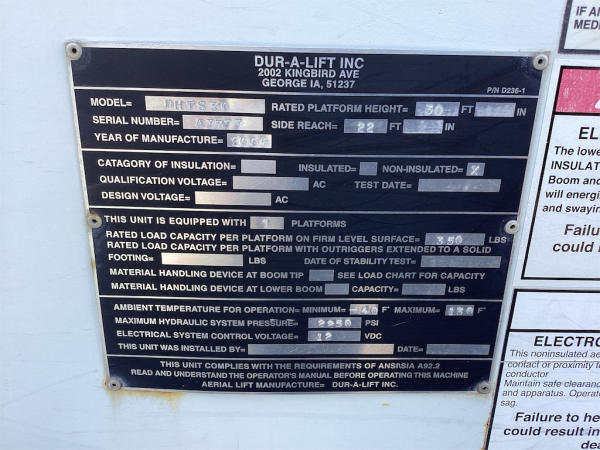 DUR-A-LIFT INC
2002 KINGBIRD AVE
GEORGE IA, 51237
P/N D236-1
MODEL= RATED PLATFORM HEIGHT= 30 FT IN
SERIAL NUMBER= SIDE REACH= 22 FT IN
YEAR OF MANUFACTURE=
CATAGORY OF INSULATION= INSULATED= NON-INSULATED= X
QUALIFICATION VOLTAGE= AC TEST DATE=
DESIGN VOLTAGE= AC
THIS UNIT IS EQUIPPED WITH 1 PLATFORMS
RATED LOAD CAPACITY PER PLATFORM ON FIRM LEVEL SURFACE= 350 LBS
RATED LOAD CAPACITY PER PLATFORM WITH OUTRIGGERS EXTENDED TO A SOLID
FOOTING= LBS DATE OF STABILITY TEST=
MATERIAL HANDLING DEVICE AT BOOM TIP SEE LOAD CHART FOR CAPACITY
MATERIAL HANDLING DEVICE AT LOWER BOOM CAPACITY= LBS
AMBIENT TEMPERATURE FOR OPERATION= MINIMUM= -40 F° MAXIMUM= 130 F°
MAXIMUM HYDRAULIC SYSTEM PRESSURE= 2250 PSI
ELECTRICAL SYSTEM CONTROL VOLTAGE= 12 VDC
THIS UNIT WAS INSTALLED BY= DATE=
THIS UNIT COMPLIES WITH THE REQUIREMENTS OF ANSI\SIA A92.2
READ AND UNDERSTAND THE OPERATOR'S MANUAL BEFORE OPERATING THIS MACHINE
AERIAL LIFT MANUFACTURE= DUR-A-LIFT INC.
IF
MEDI
EL
The lowe
INSULAT
Boom and
will energi
and swayin
Failu
could
ELECTRO
This noninsulated ae
contact or proximity t
conductor
Maintain safe clearanc
and apparatus. Operat
sag.
Failure to he
could result in
dea